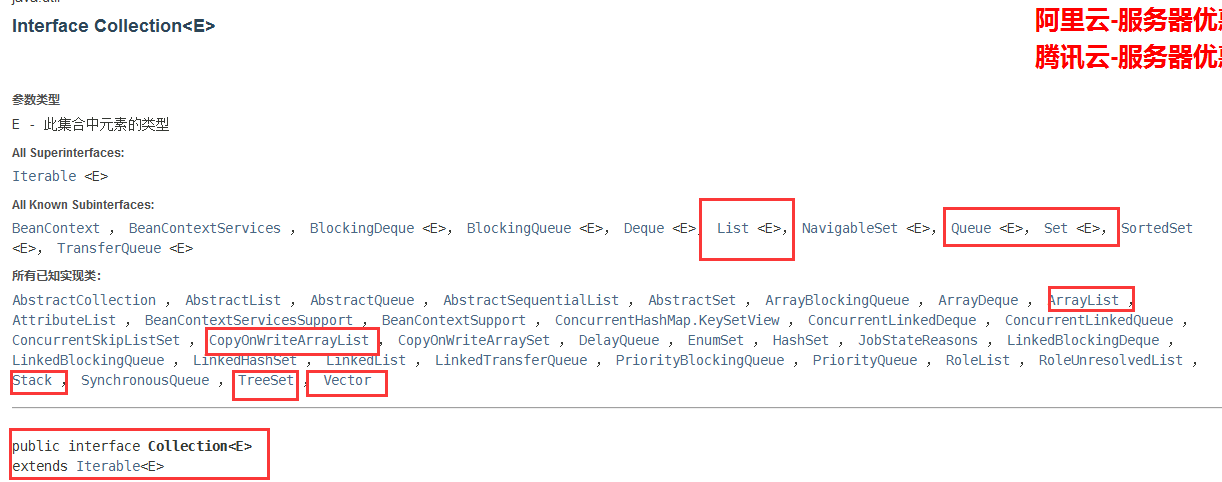 java.util
Interface Collection<E>
阿里云-服务器优惠
腾讯云-服务器优惠
参数类型
E - 此集合中元素的类型
All Superinterfaces:
Iterable <E>
All Known Subinterfaces:
BeanContext , BeanContextServices , BlockingDeque <E>, BlockingQueue <E>, Deque <E>, List <E>, NavigableSet <E>, Queue <E>, Set <E>, SortedSet
<E>, TransferQueue <E>
所有已知实现类:
AbstractCollection , AbstractList , AbstractQueue , AbstractSequentialList , AbstractSet , ArrayBlockingQueue , ArrayDeque , ArrayList ,
AttributeList , BeanContextServicesSupport , BeanContextSupport , ConcurrentHashMap.KeySetView , ConcurrentLinkedDeque , ConcurrentLinkedQueue ,
ConcurrentSkipListSet , CopyOnWriteArrayList , CopyOnWriteArraySet , DelayQueue , EnumSet , HashSet , JobStateReasons , LinkedBlockingDeque ,
LinkedBlockingQueue , LinkedHashSet , LinkedList , LinkedTransferQueue , PriorityBlockingQueue , PriorityQueue , RoleList , RoleUnresolvedList ,
Stack , SynchronousQueue , TreeSet , Vector
public interface Collection<E>
extends Iterable<E>